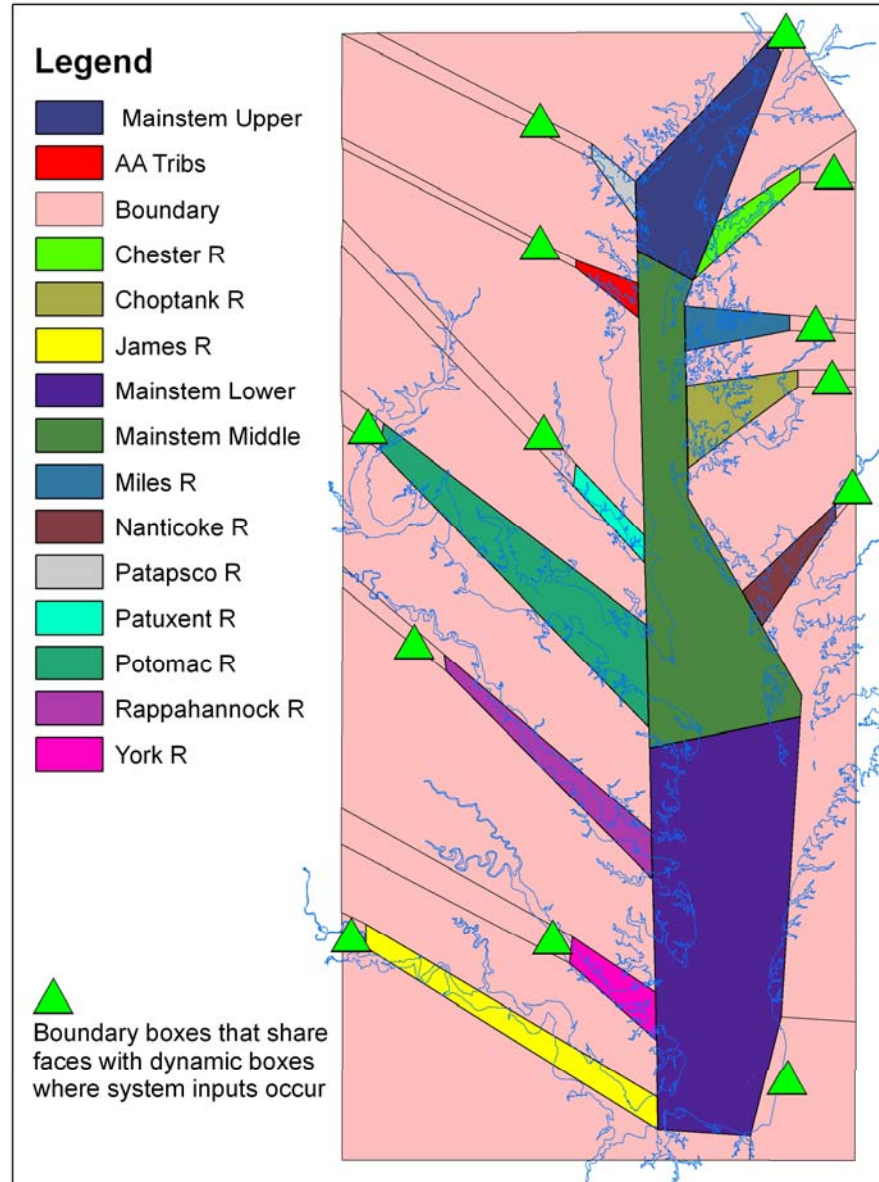 Legend
Mainstem Upper
AA Tribs
Boundary
Chester R
Choptank R
James R
Mainstem Lower
Mainstem Middle
Miles R
Nanticoke R
Patapsco R
Patuxent R
Potomac R
Rappahannock R
York R
Boundary boxes that share
faces with dynamic boxes
where system inputs occur